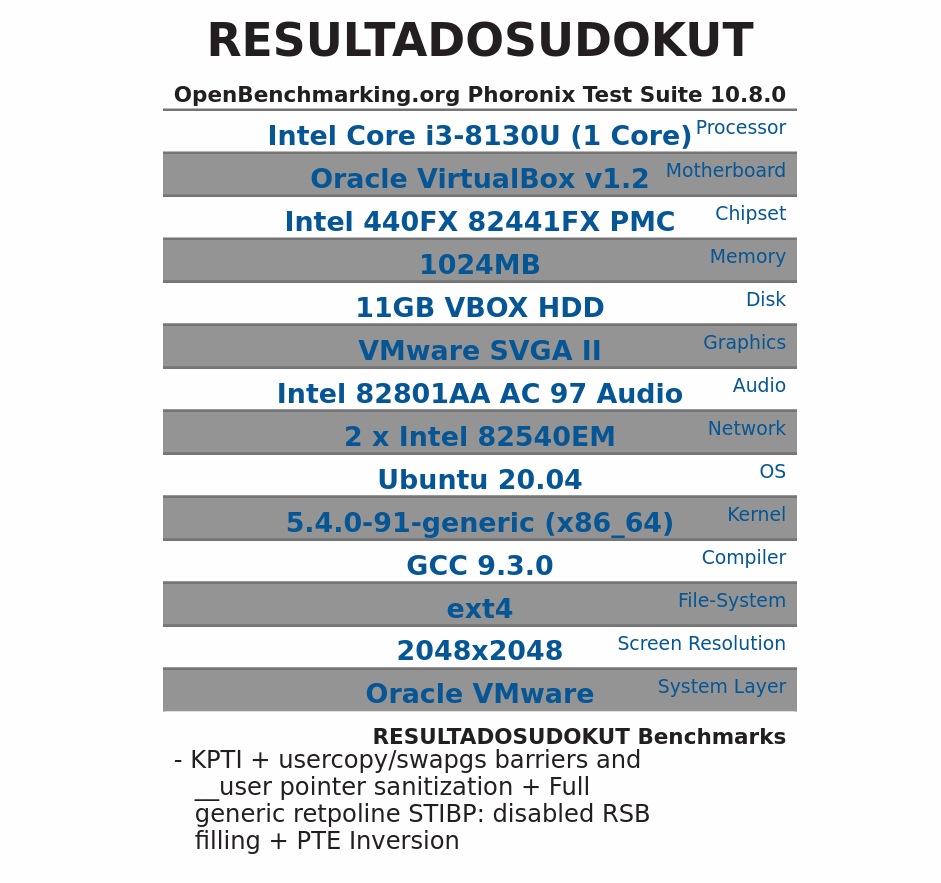 RESULTADOSUDOKUT
OpenBenchmarking.org Phoronix Test Suite 10.8.0
Intel Core i3-8130U (1 Core) Processor
Oracle VirtualBox v1.2 Motherboard
Intel 440FX 82441FX PMC Chipset
1024MB Memory
11GB VBOX HDD Disk
VMware SVGA II Graphics
Intel 82801AA AC 97 Audio Audio
2 x Intel 82540EM Network
Ubuntu 20.04 OS
5.4.0-91-generic (x86_64) Kernel
GCC 9.3.0 Compiler
ext4 File-System
2048x2048 Screen Resolution
Oracle VMware System Layer
RESULTADOSUDOKUT Benchmarks
- KPTI + usercopy/swapgs barriers and
__user pointer sanitization + Full
generic retpoline STIBP: disabled RSB
filling + PTE Inversion